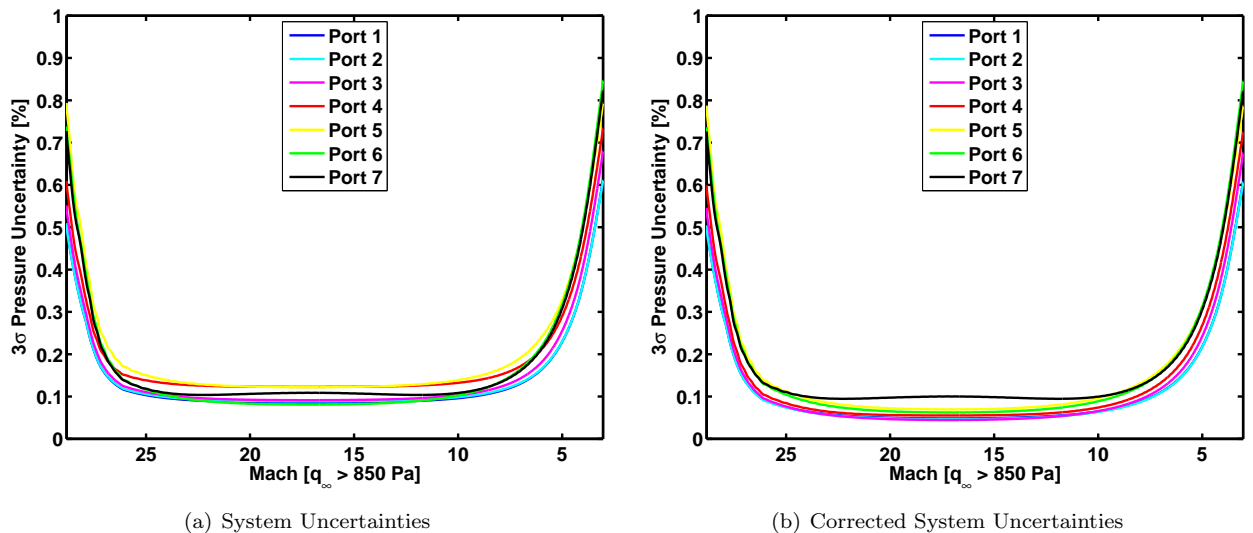 1
0.9
0.8
0.7
0.6
0.5
0.4
0.3
0.2
0.1
0
3σ Pressure Uncertainty [%]
Port 1
Port 2
Port 3
Port 4
Port 5
Port 6
Port 7
25 20 15 10 5
Mach [q∞ > 850 Pa]
(a) System Uncertainties
1
0.9
0.8
0.7
0.6
0.5
0.4
0.3
0.2
0.1
0
3σ Pressure Uncertainty [%]
Port 1
Port 2
Port 3
Port 4
Port 5
Port 6
Port 7
25 20 15 10 5
Mach [q∞ > 850 Pa]
(b) Corrected System Uncertainties